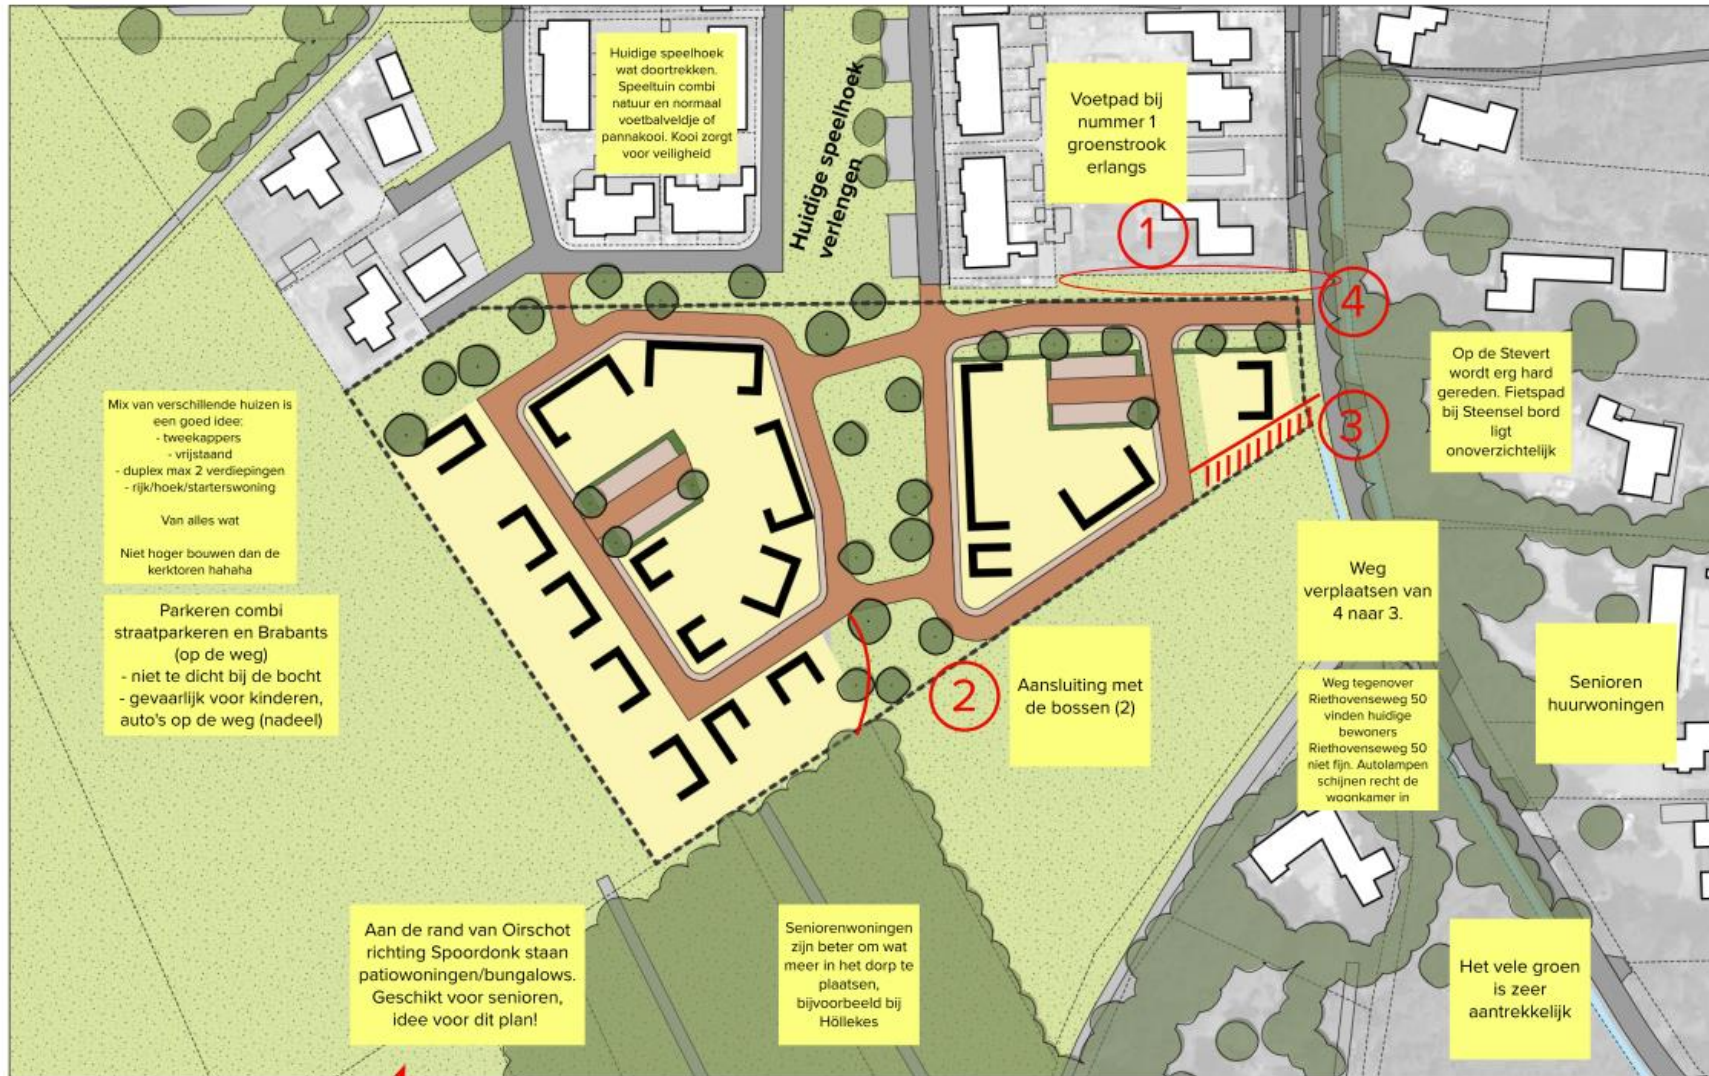 Huidige speelhoek
wat doortrekken.
Speeltuin combi
natuur en normaal
voetbalveldje of
pannakooi. Kooi zorgt
voor veiligheid
Huidige speelhoek
verlengen
Voetpad bij
nummer 1
groenstrook
erlangs
1
4
3
2
Op de Stevert
wordt erg hard
gereden. Fietspad
bij Steensel bord
ligt
onoverzichtelijk
Mix van verschillende huizen is
een goed idee:
- tweekappers
- vrijstaand
- duplex max 2 verdiepingen
- rijk/hoek/starterswoning
Van alles wat
Niet hoger bouwen dan de
kerktoren hahaha
Parkeren combi
straatparkeren en Brabants
(op de weg)
- niet te dicht bij de bocht
- gevaarlijk voor kinderen,
auto's op de weg (nadeel)
Aansluiting met
de bossen (2)
Weg
verplaatsen van
4 naar 3.
Weg tegenover
Riethovenseweg 50
vinden huidige
bewoners
Riethovenseweg 50
niet fijn. Autolampen
schijnen recht de
woonkamer in
Senioren
huurwoningen
Aan de rand van Oirschot
richting Spoordonk staan
patiowoningen/bungalows.
Geschikt voor senioren,
idee voor dit plan!
Seniorenwoningen
zijn beter om wat
meer in het dorp te
plaatsen,
bijvoorbeeld bij
Höllekes
Het vele groen
is zeer
aantrekkelijk